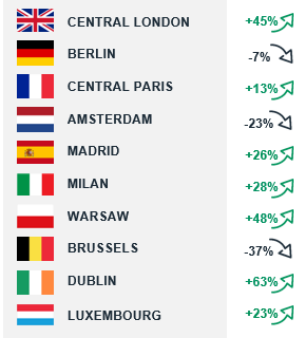 CENTRAL LONDON +45%
BERLIN -7%
CENTRAL PARIS +13%
AMSTERDAM -23%
MADRID +26%
MILAN +28%
WARSAW +48%
BRUSSELS -37%
DUBLIN +63%
LUXEMBOURG +23%